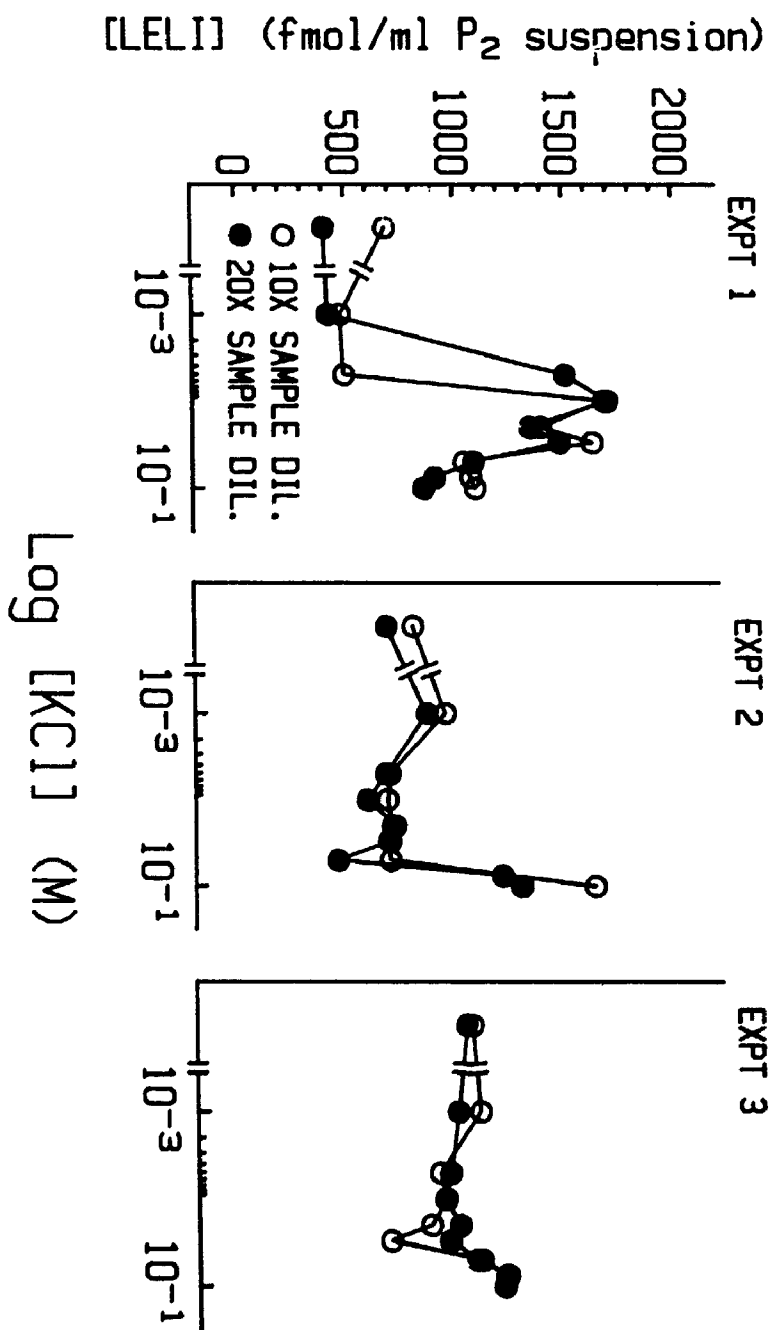 [LELI] (fmol/ml P2 suspension)
EXPT 1
2000
1500
1000
500
0
○ 10X SAMPLE DIL.
● 20X SAMPLE DIL.
10-3
10-1
EXPT 2
10-3
10-1
EXPT 3
10-3
10-1
Log [KCl] (M)